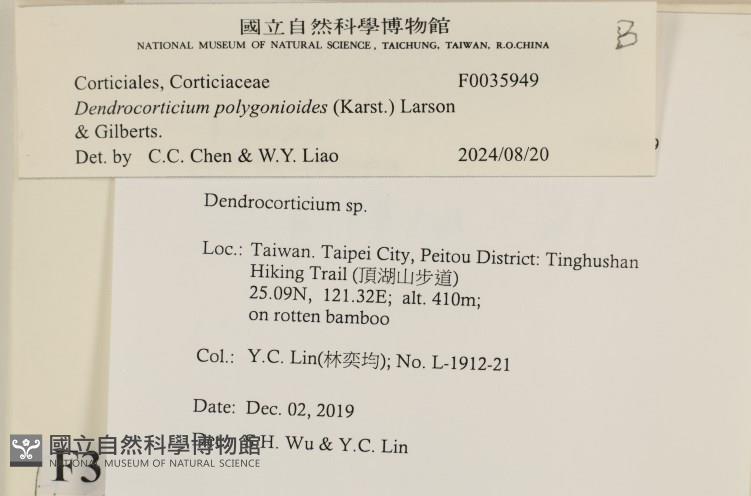 國立自然科學博物館
NATIONAL MUSEUM OF NATURAL SCIENCE, TAICHUNG, TAIWAN, R.O.CHINA
B
Corticiales, Corticiaceae F0035949
Dendrocorticium polygonioides (Karst.) Larson
& Gilberts.
Det. by C.C. Chen & W.Y. Liao 2024/08/20
Dendrocorticium sp.
Loc.: Taiwan. Taipei City, Peitou District: Tinghushan
Hiking Trail (頂湖山步道)
25.09N, 121.32E; alt. 410m;
on rotten bamboo
Col.: Y.C. Lin(林奕均); No. L-1912-21
Date: Dec. 02, 2019
H. Wu & Y.C. Lin
國立自然科學博物館
NATIONAL MUSEUM OF NATURAL SCIENCE
F3